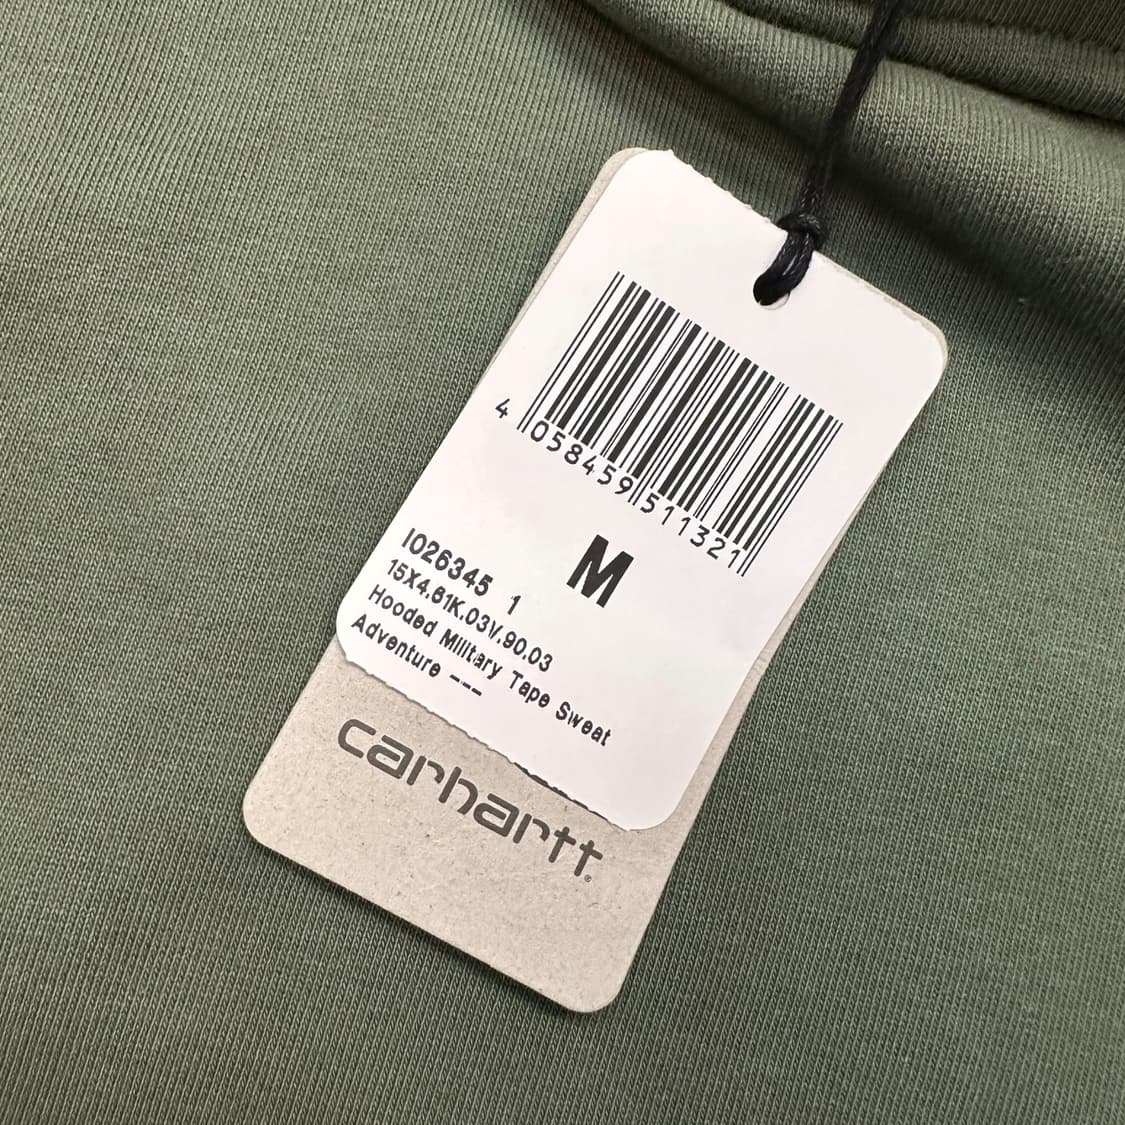 4 058459 511321
M
I026345 1
15X4.61K.03V.90.03
Hooded Military Tape Sweat
Adventure ---
carhartt®